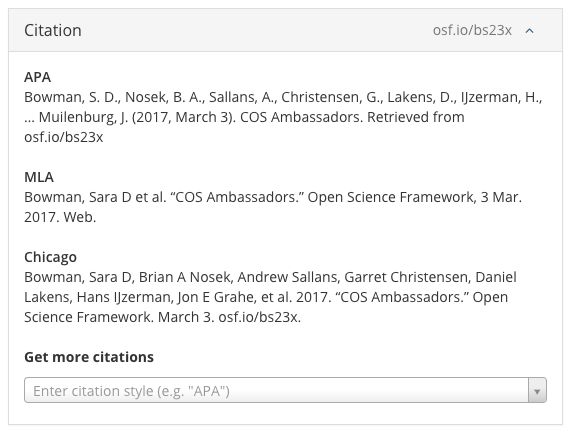 Citation
osf.io/bs23x
APA
Bowman, S. D., Nosek, B. A., Sallans, A., Christensen, G., Lakens, D., IJzerman, H.,
... Muilenburg, J. (2017, March 3). COS Ambassadors. Retrieved from
osf.io/bs23x
MLA
Bowman, Sara D et al. “COS Ambassadors.” Open Science Framework, 3 Mar.
2017. Web.
Chicago
Bowman, Sara D, Brian A Nosek, Andrew Sallans, Garret Christensen, Daniel
Lakens, Hans IJzerman, Jon E Grahe, et al. 2017. “COS Ambassadors.” Open
Science Framework. March 3. osf.io/bs23x.
Get more citations
Enter citation style (e.g. "APA")